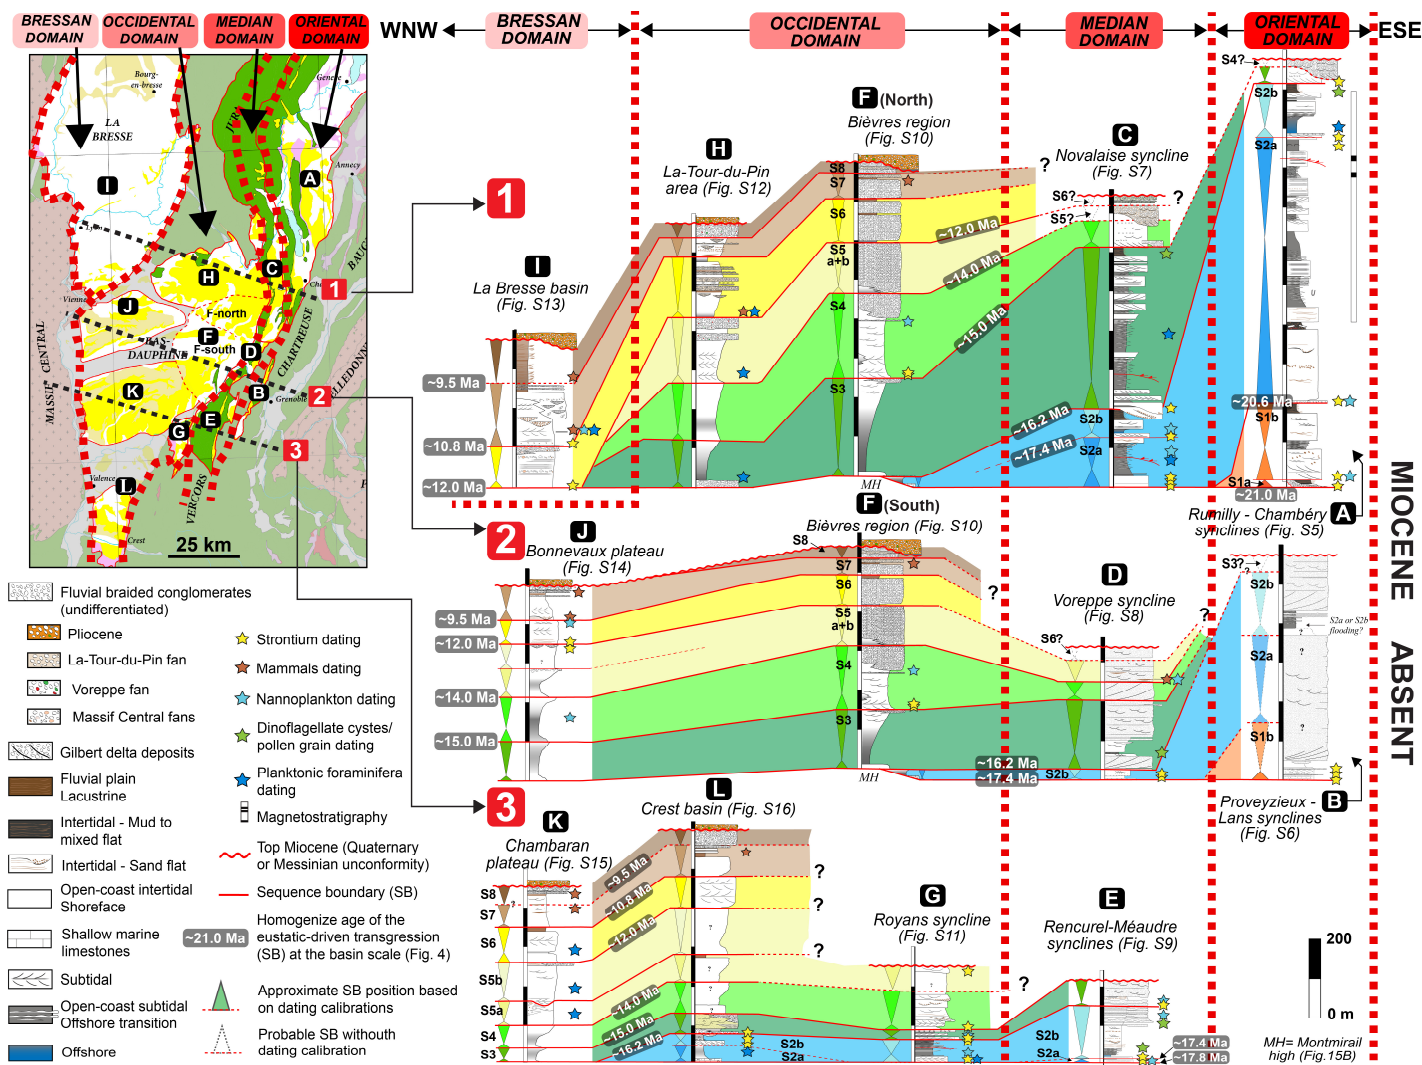 BRESSAN
DOMAIN
OCCIDENTAL
DOMAIN
MEDIAN
DOMAIN
ORIENTAL
DOMAIN
WNW
BRESSAN
DOMAIN
OCCIDENTAL
DOMAIN
MEDIAN
DOMAIN
ORIENTAL
DOMAIN
ESE
Bourg-
en-bresse
Geneve
LA
BRESSE
JURA
Annecy
A
I
Lyon
BAUC
H
C
1
Vienne
J
F-north
F
F-south
BAS-
DAUPHINE
D
CHARTREUSE
MASSIF CENTRAL
K
B
Grenoble
2
ELLEDONN
E
G
3
Valence
L
VERCORS
Crest
25 km
1
I
La Bresse basin
(Fig. S13)
~9.5 Ma
~10.8 Ma
~12.0 Ma
H
La-Tour-du-Pin
area (Fig. S12)
F (North)
Bièvres region
(Fig. S10)
S8
S7
S6
S5
a+b
S4
S3
MH
?
~12.0 Ma
~14.0 Ma
~15.0 Ma
~16.2 Ma
~17.4 Ma
C
Novalaise syncline
(Fig. S7)
S6?
S5?
?
S2b
S2a
S4?
S2b
S2a
~20.6 Ma
S1b
S1a
~21.0 Ma
Rumilly - Chambéry
synclines (Fig. S5)
A
MIOCENE ABSENT
2
J
Bonnevaux plateau
(Fig. S14)
~9.5 Ma
~12.0 Ma
~14.0 Ma
~15.0 Ma
?
F (South)
Bièvres region (Fig. S10)
S8
S7
S6
S5
a+b
S4
S3
MH
?
~16.2 Ma
~17.4 Ma
S2b
D
Voreppe syncline
(Fig. S8)
S6?
?
S3?
?
S2b
S2a or S2b
flooding?
?
S2a
?
S1b
?
Proveyzieux -
Lans synclines
(Fig. S6)
B
3
K
Chambaran
plateau (Fig. S15)
S8
?
S7
S6
S5b
S5a
S4
S3
L
Crest basin (Fig. S16)
~9.5 Ma
~10.8 Ma
~12.0 Ma
~14.0 Ma
~15.0 Ma
~16.2 Ma
?
?
?
?
?
?
S2b
S2a
G
Royans syncline
(Fig. S11)
?
E
Rencurel-Méaudre
synclines (Fig. S9)
S2b
S2a
~17.4 Ma
~17.8 Ma
200
0 m
MH= Montmirail
high (Fig.15B)
Fluvial braided conglomerates
(undifferentiated)
Pliocene
La-Tour-du-Pin fan
Voreppe fan
Massif Central fans
Gilbert delta deposits
Fluvial plain
Lacustrine
Intertidal - Mud to
mixed flat
Intertidal - Sand flat
Open-coast intertidal
Shoreface
Shallow marine
limestones
Subtidal
Open-coast subtidal
Offshore transition
Offshore
Strontium dating
Mammals dating
Nannoplankton dating
Dinoflagellate cystes/
pollen grain dating
Planktonic foraminifera
dating
Magnetostratigraphy
Top Miocene (Quaternary
or Messinian unconformity)
Sequence boundary (SB)
~21.0 Ma
Homogenize age of the
eustatic-driven transgression
(SB) at the basin scale (Fig. 4)
Approximate SB position based
on dating calibrations
Probable SB withouth
dating calibration